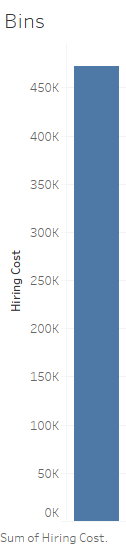 Bins
450K
400K
350K
300K
Hiring Cost
250K
200K
150K
100K
50K
0K
Sum of Hiring Cost.